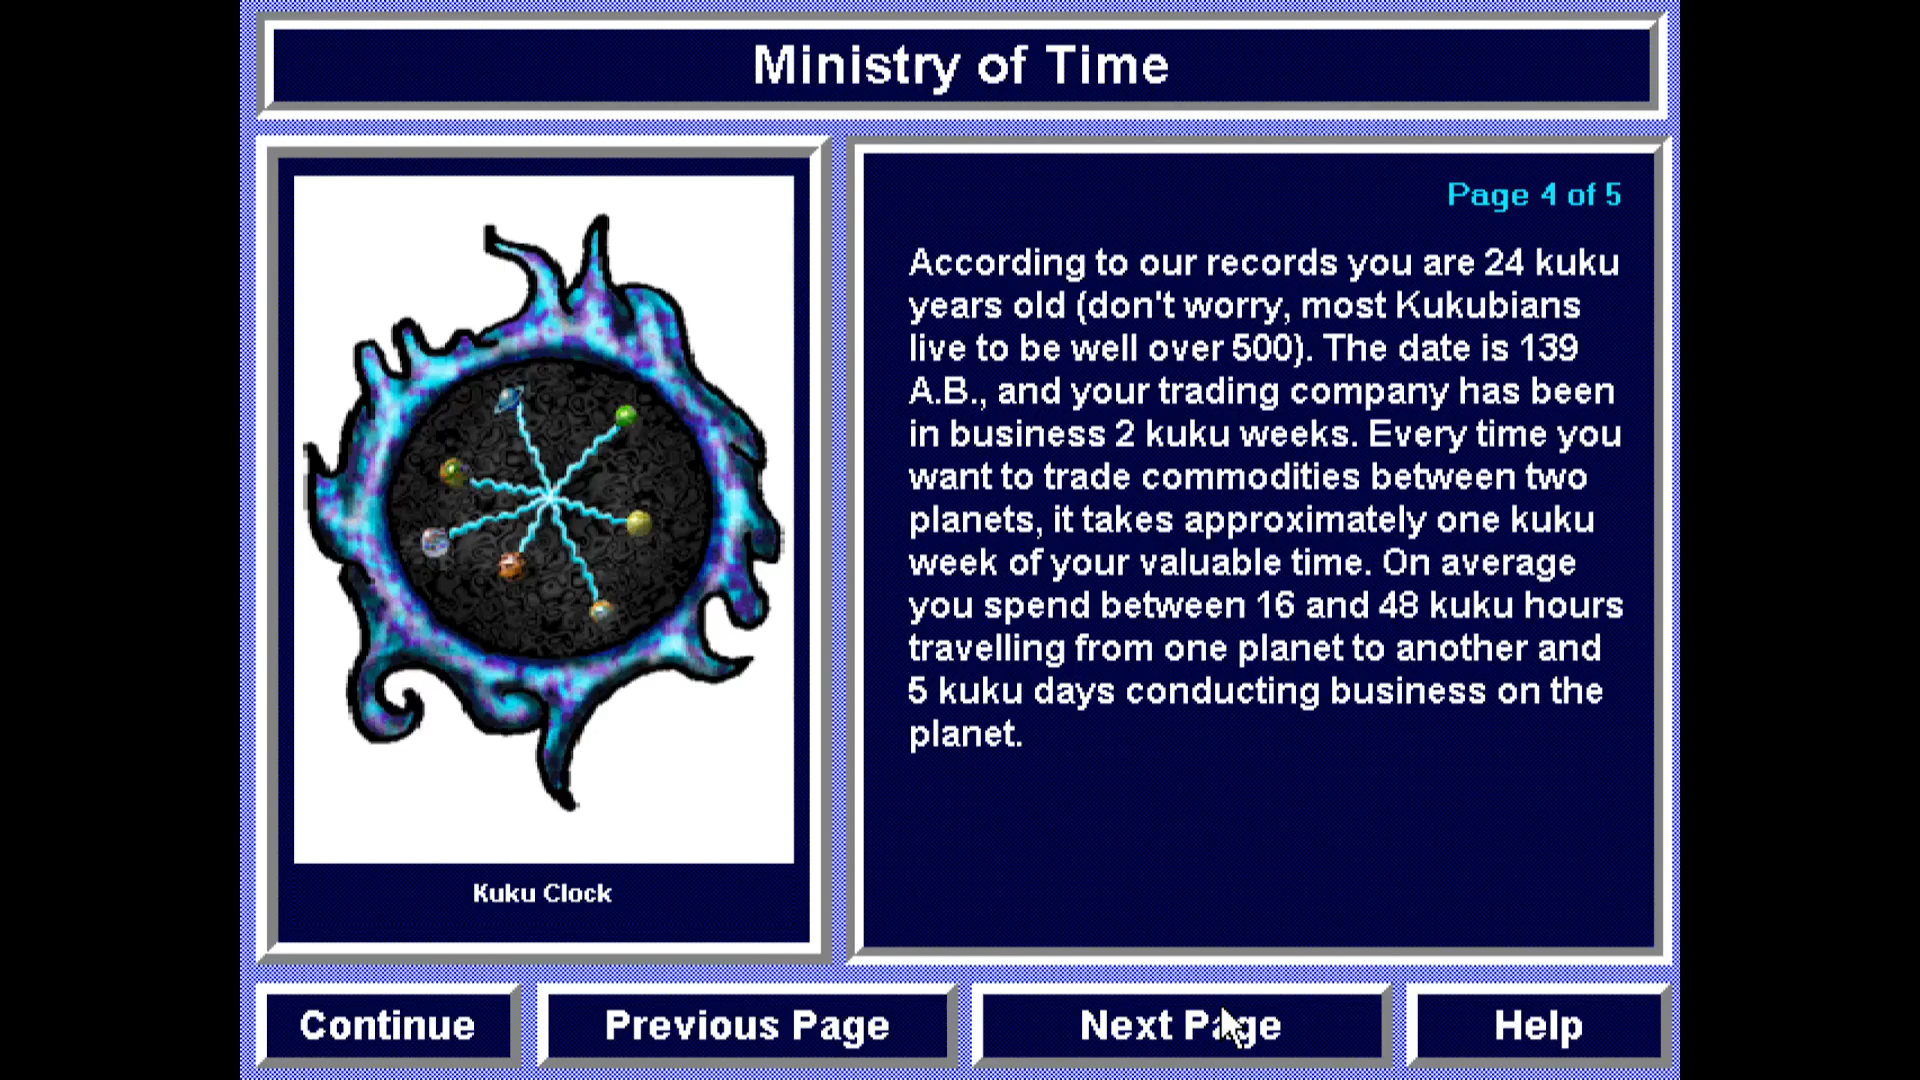 Ministry of Time
Kuku Clock
Page 4 of 5
According to our records you are 24 kuku
years old (don't worry, most Kukubians
live to be well over 500). The date is 139
A.B., and your trading company has been
in business 2 kuku weeks. Every time you
want to trade commodities between two
planets, it takes approximately one kuku
week of your valuable time. On average
you spend between 16 and 48 kuku hours
travelling from one planet to another and
5 kuku days conducting business on the
planet.
Continue
Previous Page
Next Page
Help